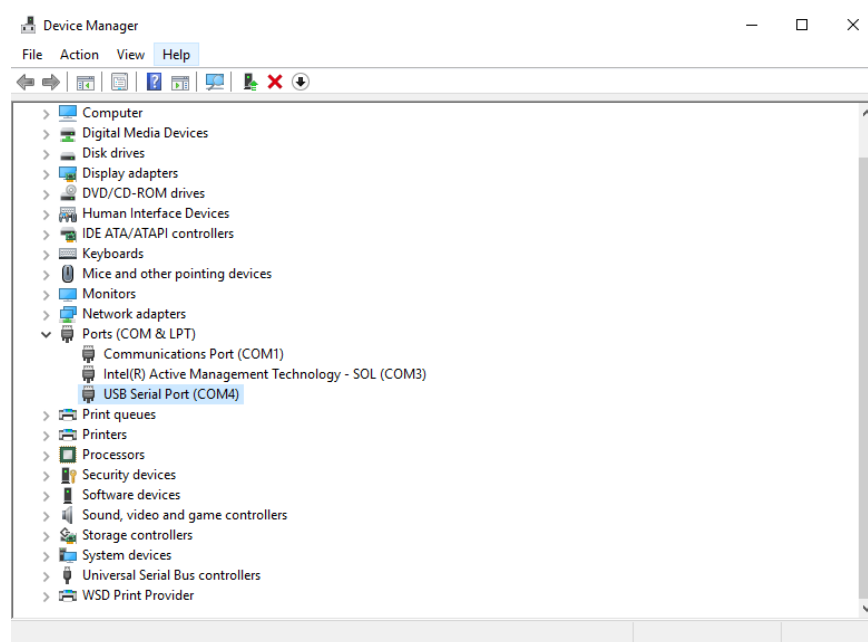 Device Manager
File Action View Help
Computer
Digital Media Devices
Disk drives
Display adapters
DVD/CD-ROM drives
Human Interface Devices
IDE ATA/ATAPI controllers
Keyboards
Mice and other pointing devices
Monitors
Network adapters
Ports (COM & LPT)
Communications Port (COM1)
Intel(R) Active Management Technology - SOL (COM3)
USB Serial Port (COM4)
Print queues
Printers
Processors
Security devices
Software devices
Sound, video and game controllers
Storage controllers
System devices
Universal Serial Bus controllers
WSD Print Provider